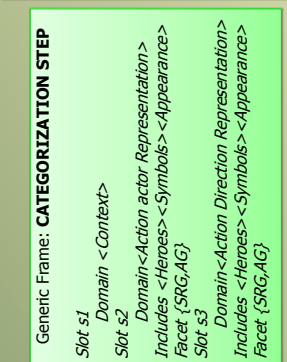 Generic Frame: CATEGORIZATION STEP
Slot s1
Domain <Context>
Slot s2
Domain<Action actor Representation>
Includes <Heroes><Symbols><Appearance>
Facet {SRG,AG}
Slot s3
Domain<Action Direction Representation>
Includes <Heroes><Symbols><Appearance>
Facet {SRG,AG}